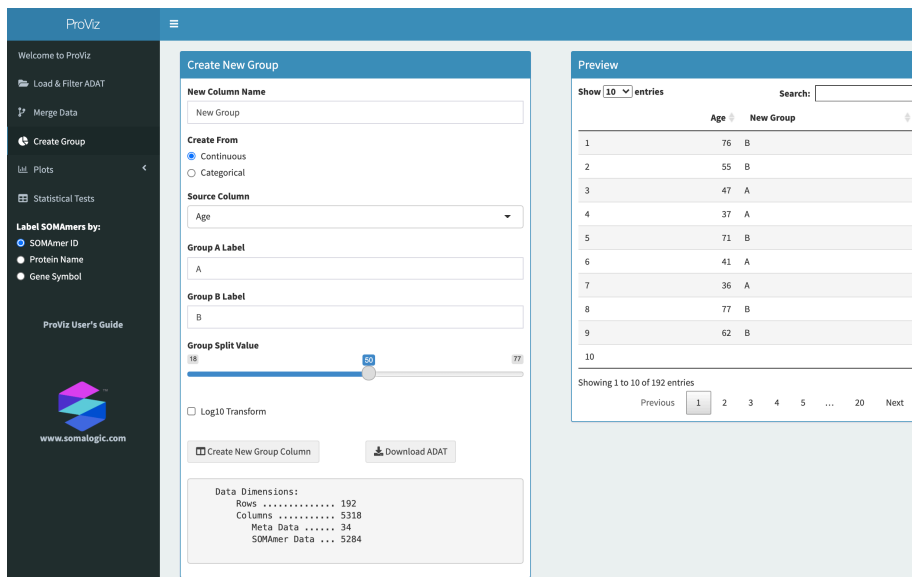 ProViz
Welcome to ProViz
Load & Filter ADAT
Merge Data
Create Group
Plots
Statistical Tests
Label SOMAmers by:
SOMAmer ID
Protein Name
Gene Symbol
ProViz User's Guide
www.somalogic.com
Create New Group
New Column Name
New Group
Create From
Continuous
Categorical
Source Column
Age
Group A Label
A
Group B Label
B
Group Split Value
18 50 77
Log10 Transform
Create New Group Column Download ADAT
Data Dimensions:
Rows .............. 192
Columns ........... 5318
Meta Data ...... 34
SOMAmer Data ... 5284
Preview
Show 10 entries Search:
Age New Group
1 76 B
2 55 B
3 47 A
4 37 A
5 71 B
6 41 A
7 36 A
8 77 B
9 62 B
10
Showing 1 to 10 of 192 entries
Previous 1 2 3 4 5 ... 20 Next